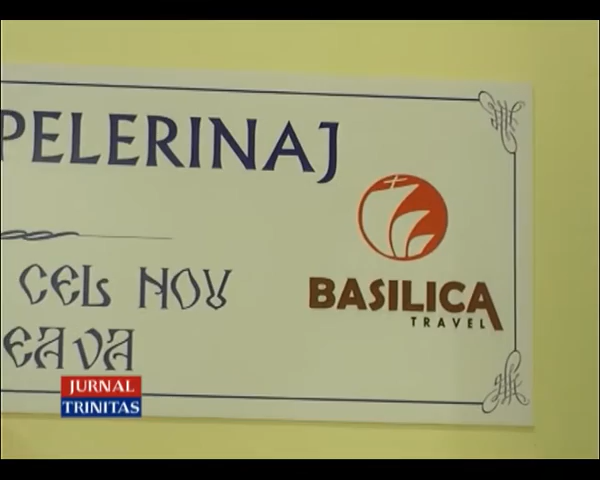 PELERINAJ
CEL NOU
EAVA
BASILICA
TRAVEL
JURNAL
TRINITAS